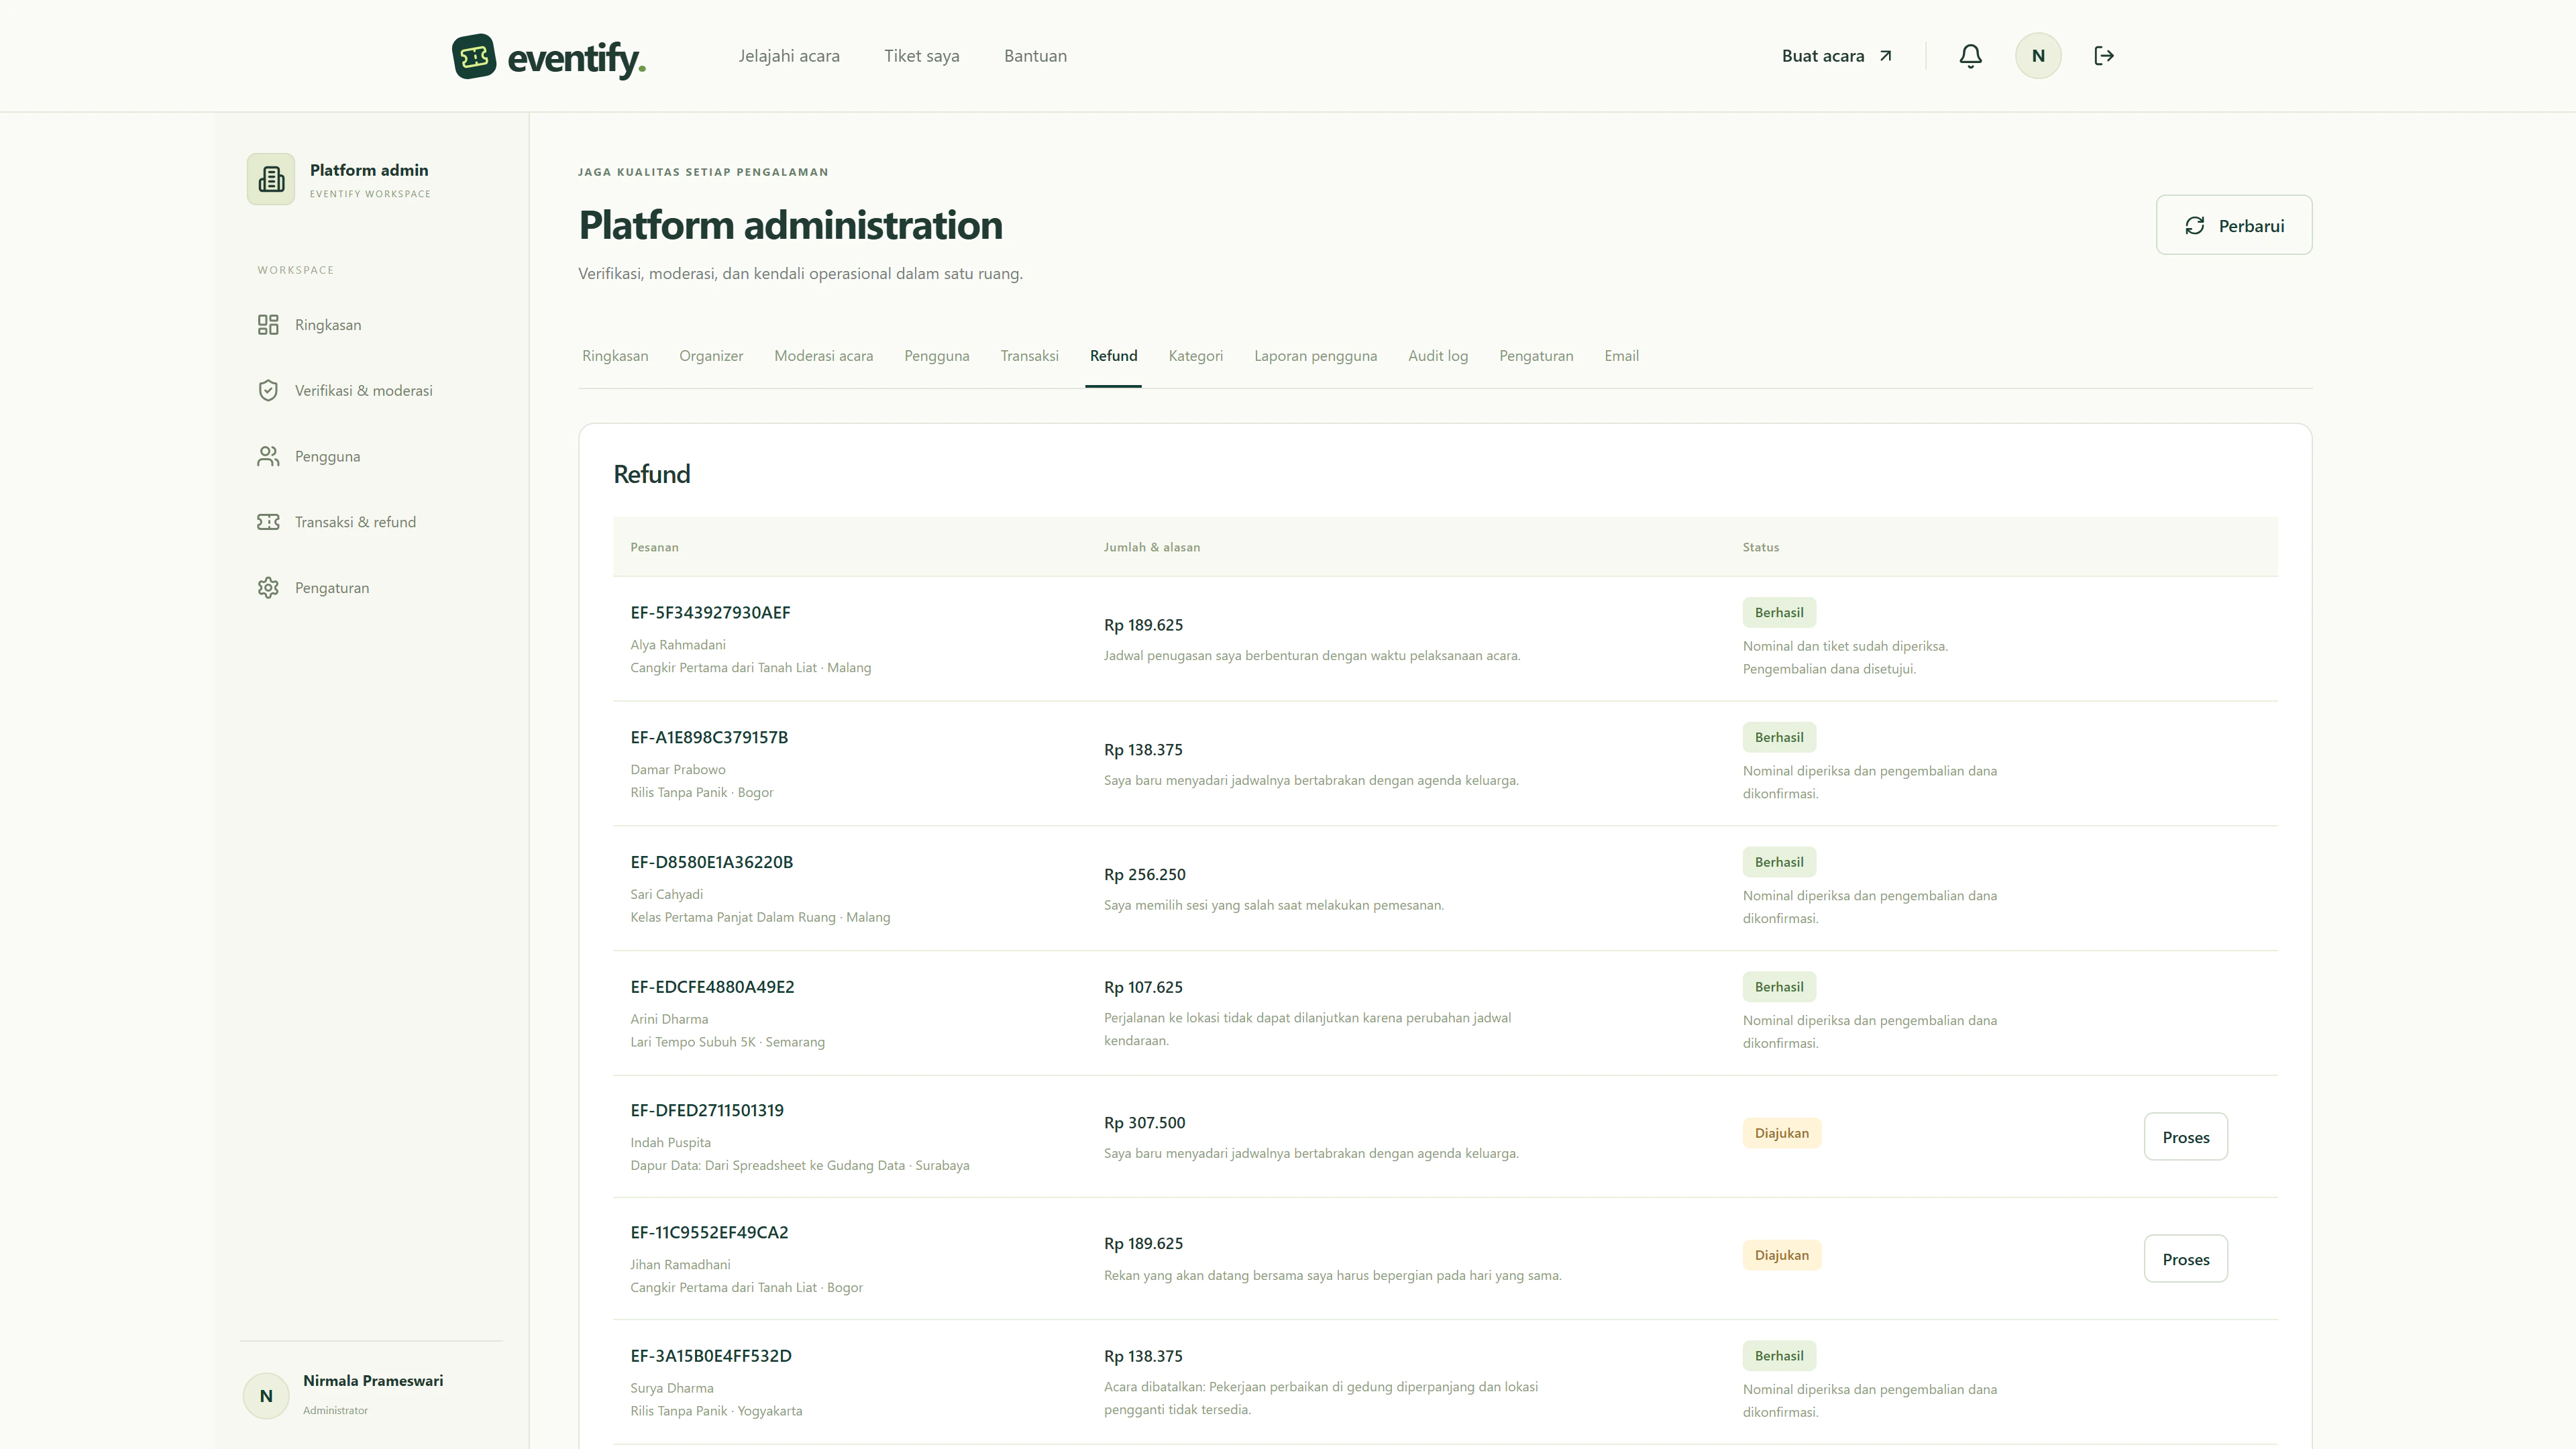 eventify.
Jelajahi acara
Tiket saya
Bantuan
Buat acara
N
Platform admin
EVENTIFY WORKSPACE
WORKSPACE
Ringkasan
Verifikasi & moderasi
Pengguna
Transaksi & refund
Pengaturan
N
Nirmala Prameswari
Administrator
JAGA KUALITAS SETIAP PENGALAMAN
Platform administration
Verifikasi, moderasi, dan kendali operasional dalam satu ruang.
Perbarui
Ringkasan
Organizer
Moderasi acara
Pengguna
Transaksi
Refund
Kategori
Laporan pengguna
Audit log
Pengaturan
Email
Refund
Pesanan
Jumlah & alasan
Status
EF-5F343927930AEF
Alya Rahmadani
Cangkir Pertama dari Tanah Liat · Malang
Rp 189.625
Jadwal penugasan saya berbenturan dengan waktu pelaksanaan acara.
Berhasil
Nominal dan tiket sudah diperiksa.
Pengembalian dana disetujui.
EF-A1E898C379157B
Damar Prabowo
Rilis Tanpa Panik · Bogor
Rp 138.375
Saya baru menyadari jadwalnya bertabrakan dengan agenda keluarga.
Berhasil
Nominal diperiksa dan pengembalian dana
dikonfirmasi.
EF-D8580E1A36220B
Sari Cahyadi
Kelas Pertama Panjat Dalam Ruang · Malang
Rp 256.250
Saya memilih sesi yang salah saat melakukan pemesanan.
Berhasil
Nominal diperiksa dan pengembalian dana
dikonfirmasi.
EF-EDCFE4880A49E2
Arini Dharma
Lari Tempo Subuh 5K · Semarang
Rp 107.625
Perjalanan ke lokasi tidak dapat dilanjutkan karena perubahan jadwal
kendaraan.
Berhasil
Nominal diperiksa dan pengembalian dana
dikonfirmasi.
EF-DFED2711501319
Indah Puspita
Dapur Data: Dari Spreadsheet ke Gudang Data · Surabaya
Rp 307.500
Saya baru menyadari jadwalnya bertabrakan dengan agenda keluarga.
Diajukan
Proses
EF-11C9552EF49CA2
Jihan Ramadhani
Cangkir Pertama dari Tanah Liat · Bogor
Rp 189.625
Rekan yang akan datang bersama saya harus bepergian pada hari yang sama.
Diajukan
Proses
EF-3A15B0E4FF532D
Surya Dharma
Rilis Tanpa Panik · Yogyakarta
Rp 138.375
Acara dibatalkan: Pekerjaan perbaikan di gedung diperpanjang dan lokasi
pengganti tidak tersedia.
Berhasil
Nominal diperiksa dan pengembalian dana
dikonfirmasi.